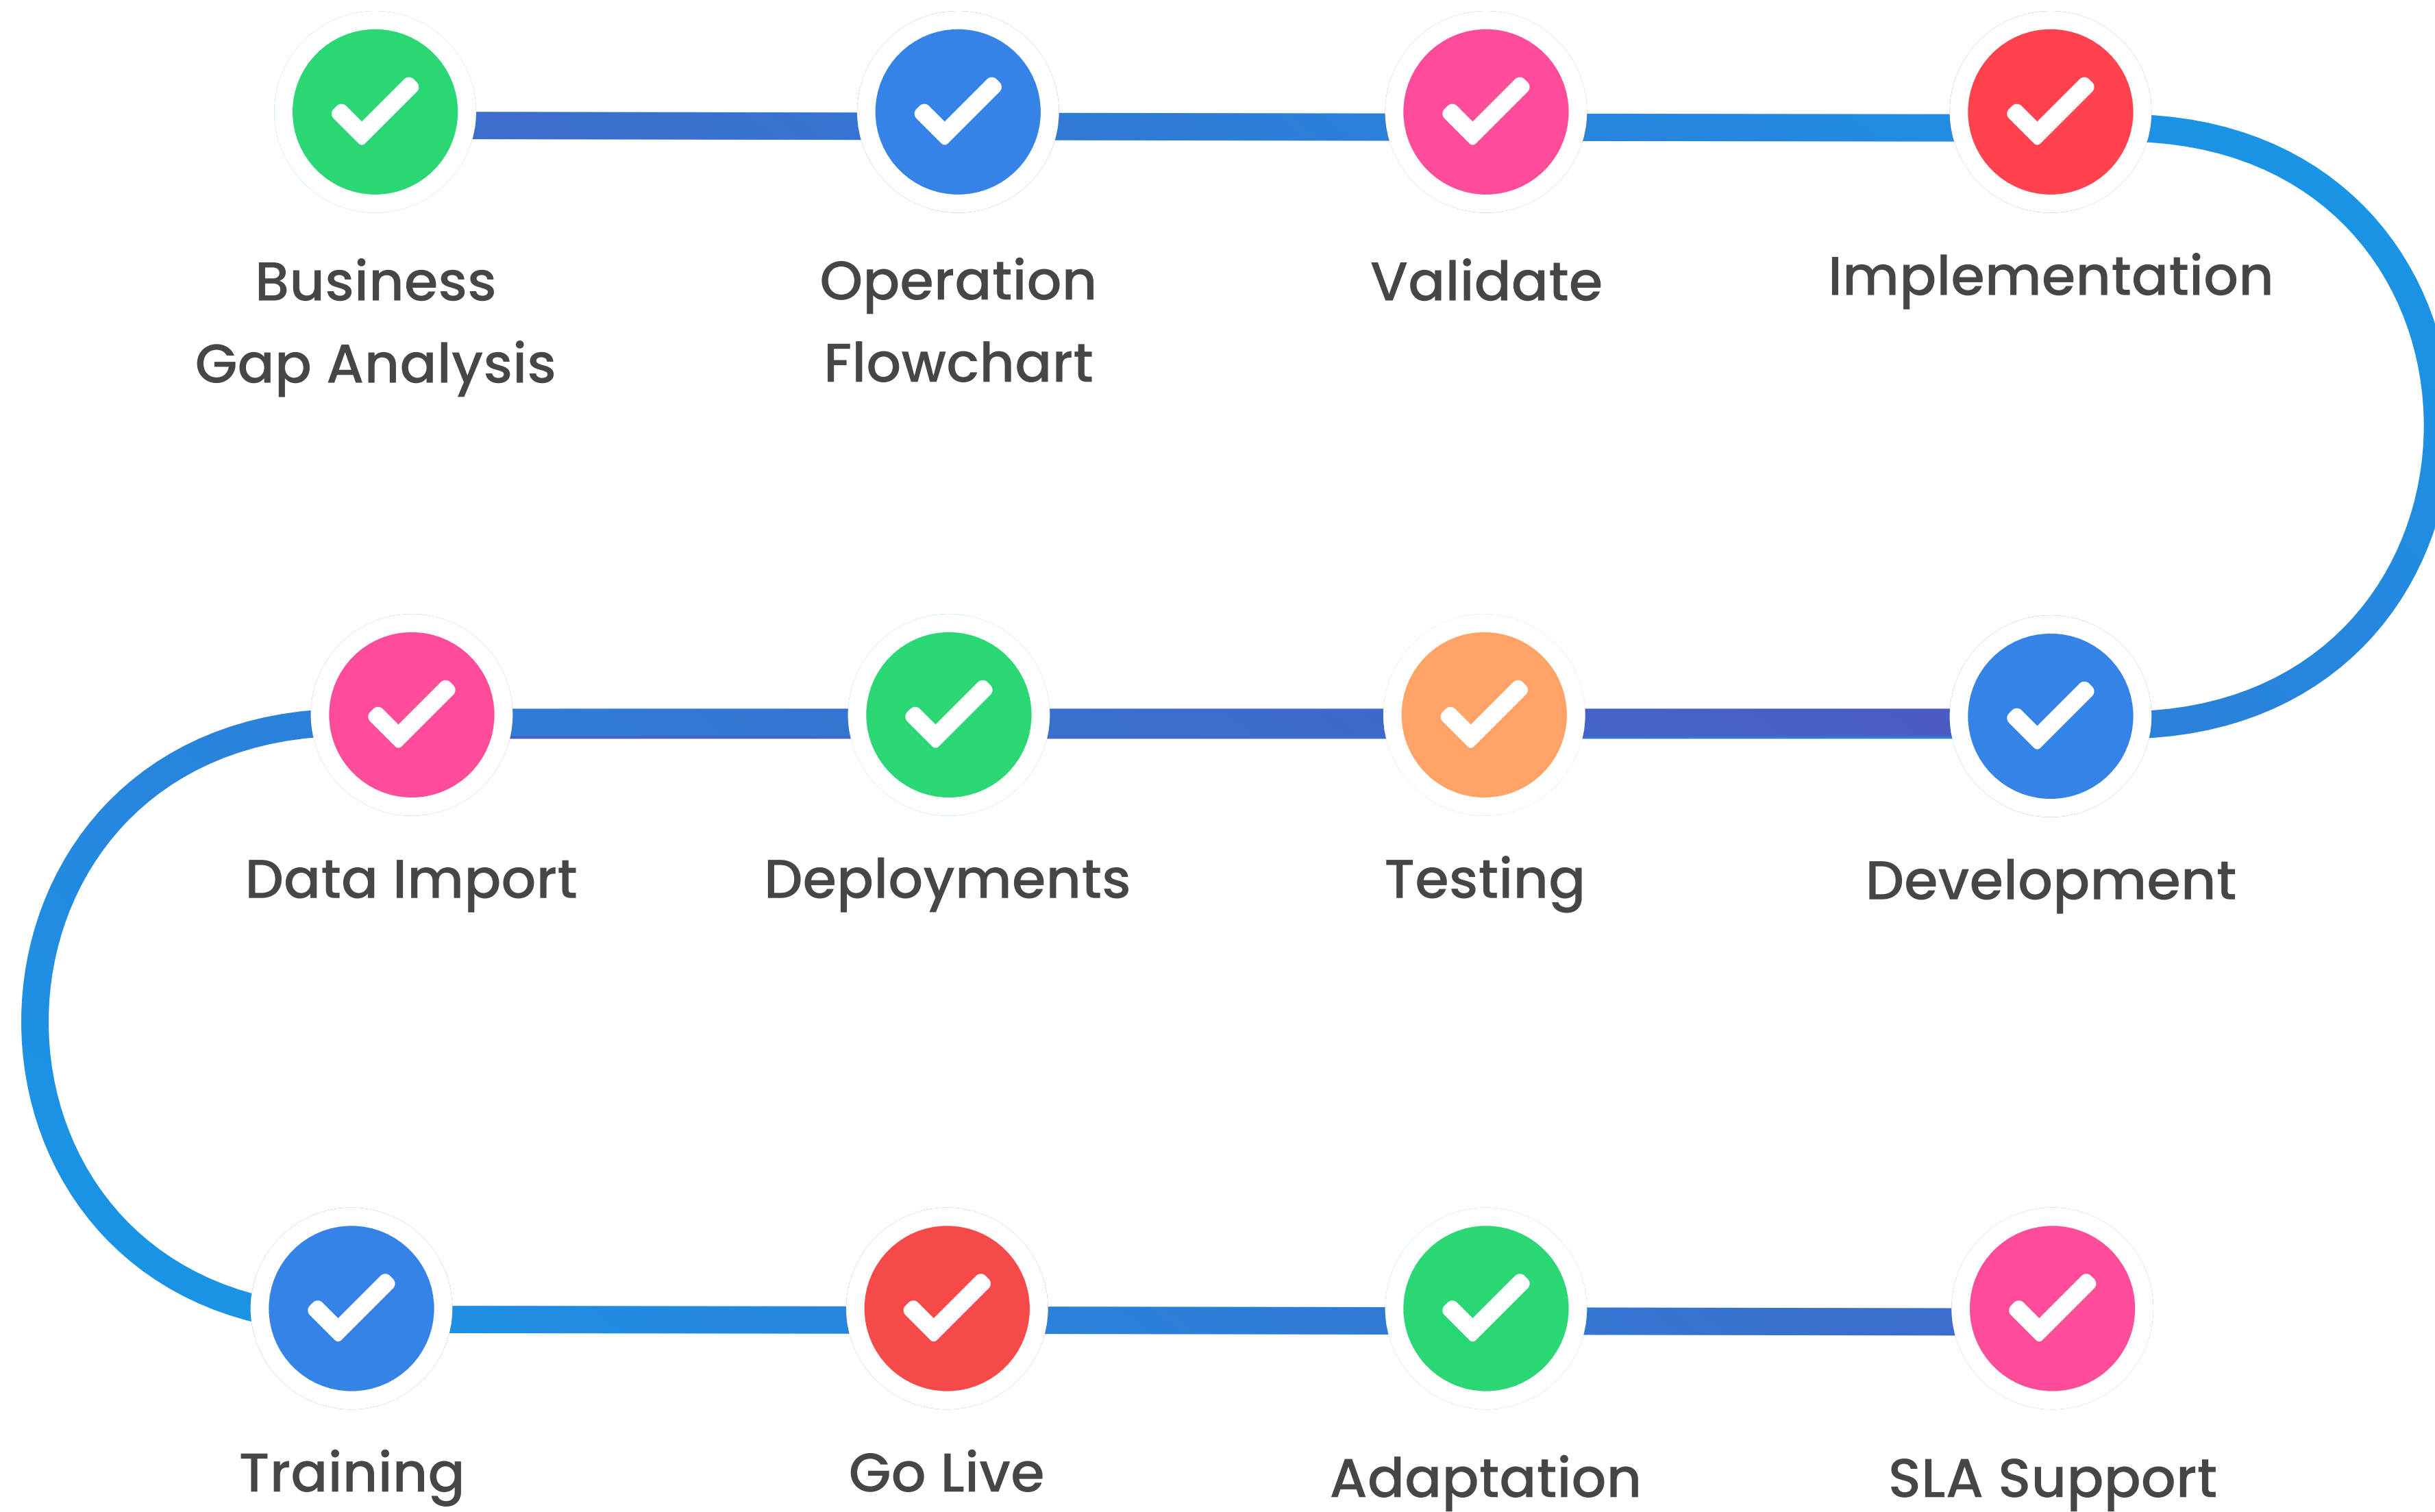 Business
Gap Analysis
Operation
Flowchart
Validate
Implementation
Data Import
Deployments
Testing
Development
Training
Go Live
Adaptation
SLA Support